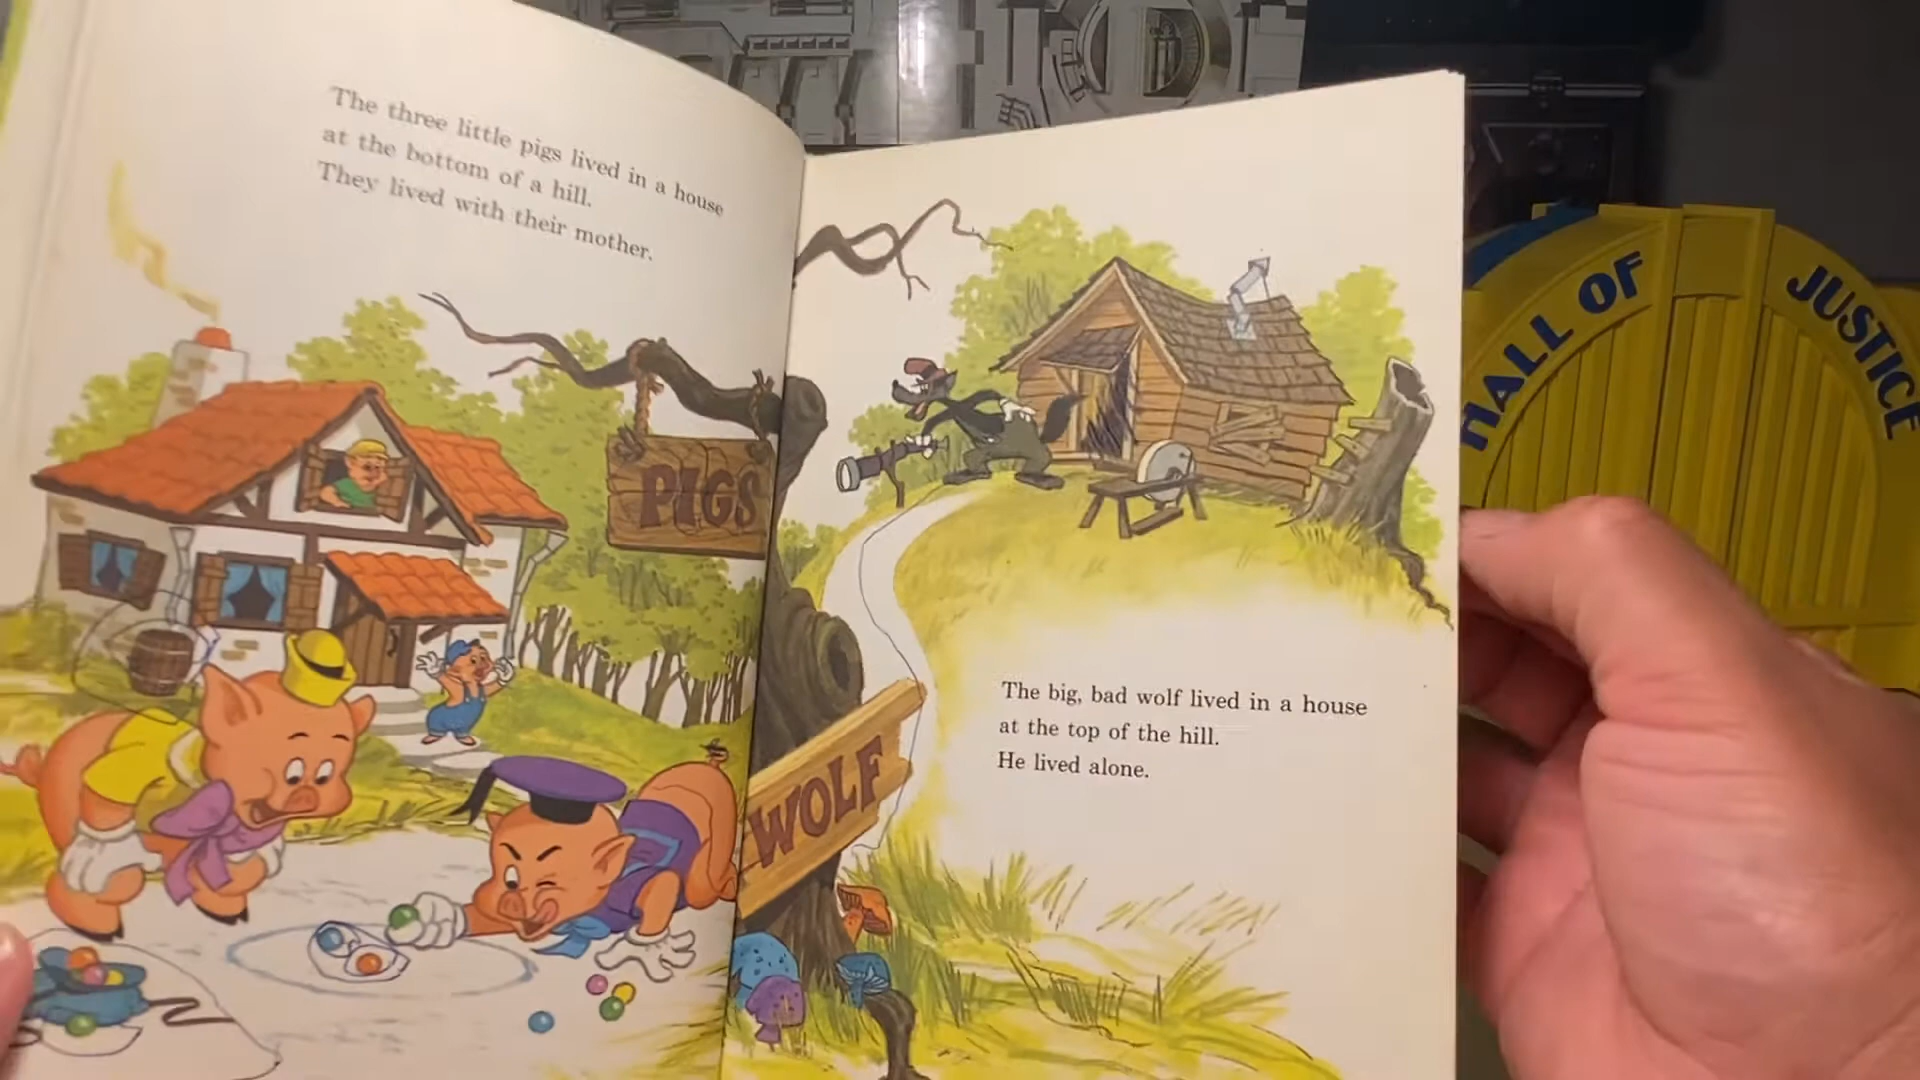 The three little pigs lived in a house
at the bottom of a hill.
They lived with their mother.
PIGS
WOLF
The big, bad wolf lived in a house
at the top of the hill.
He lived alone.
HALL OF JUSTICE